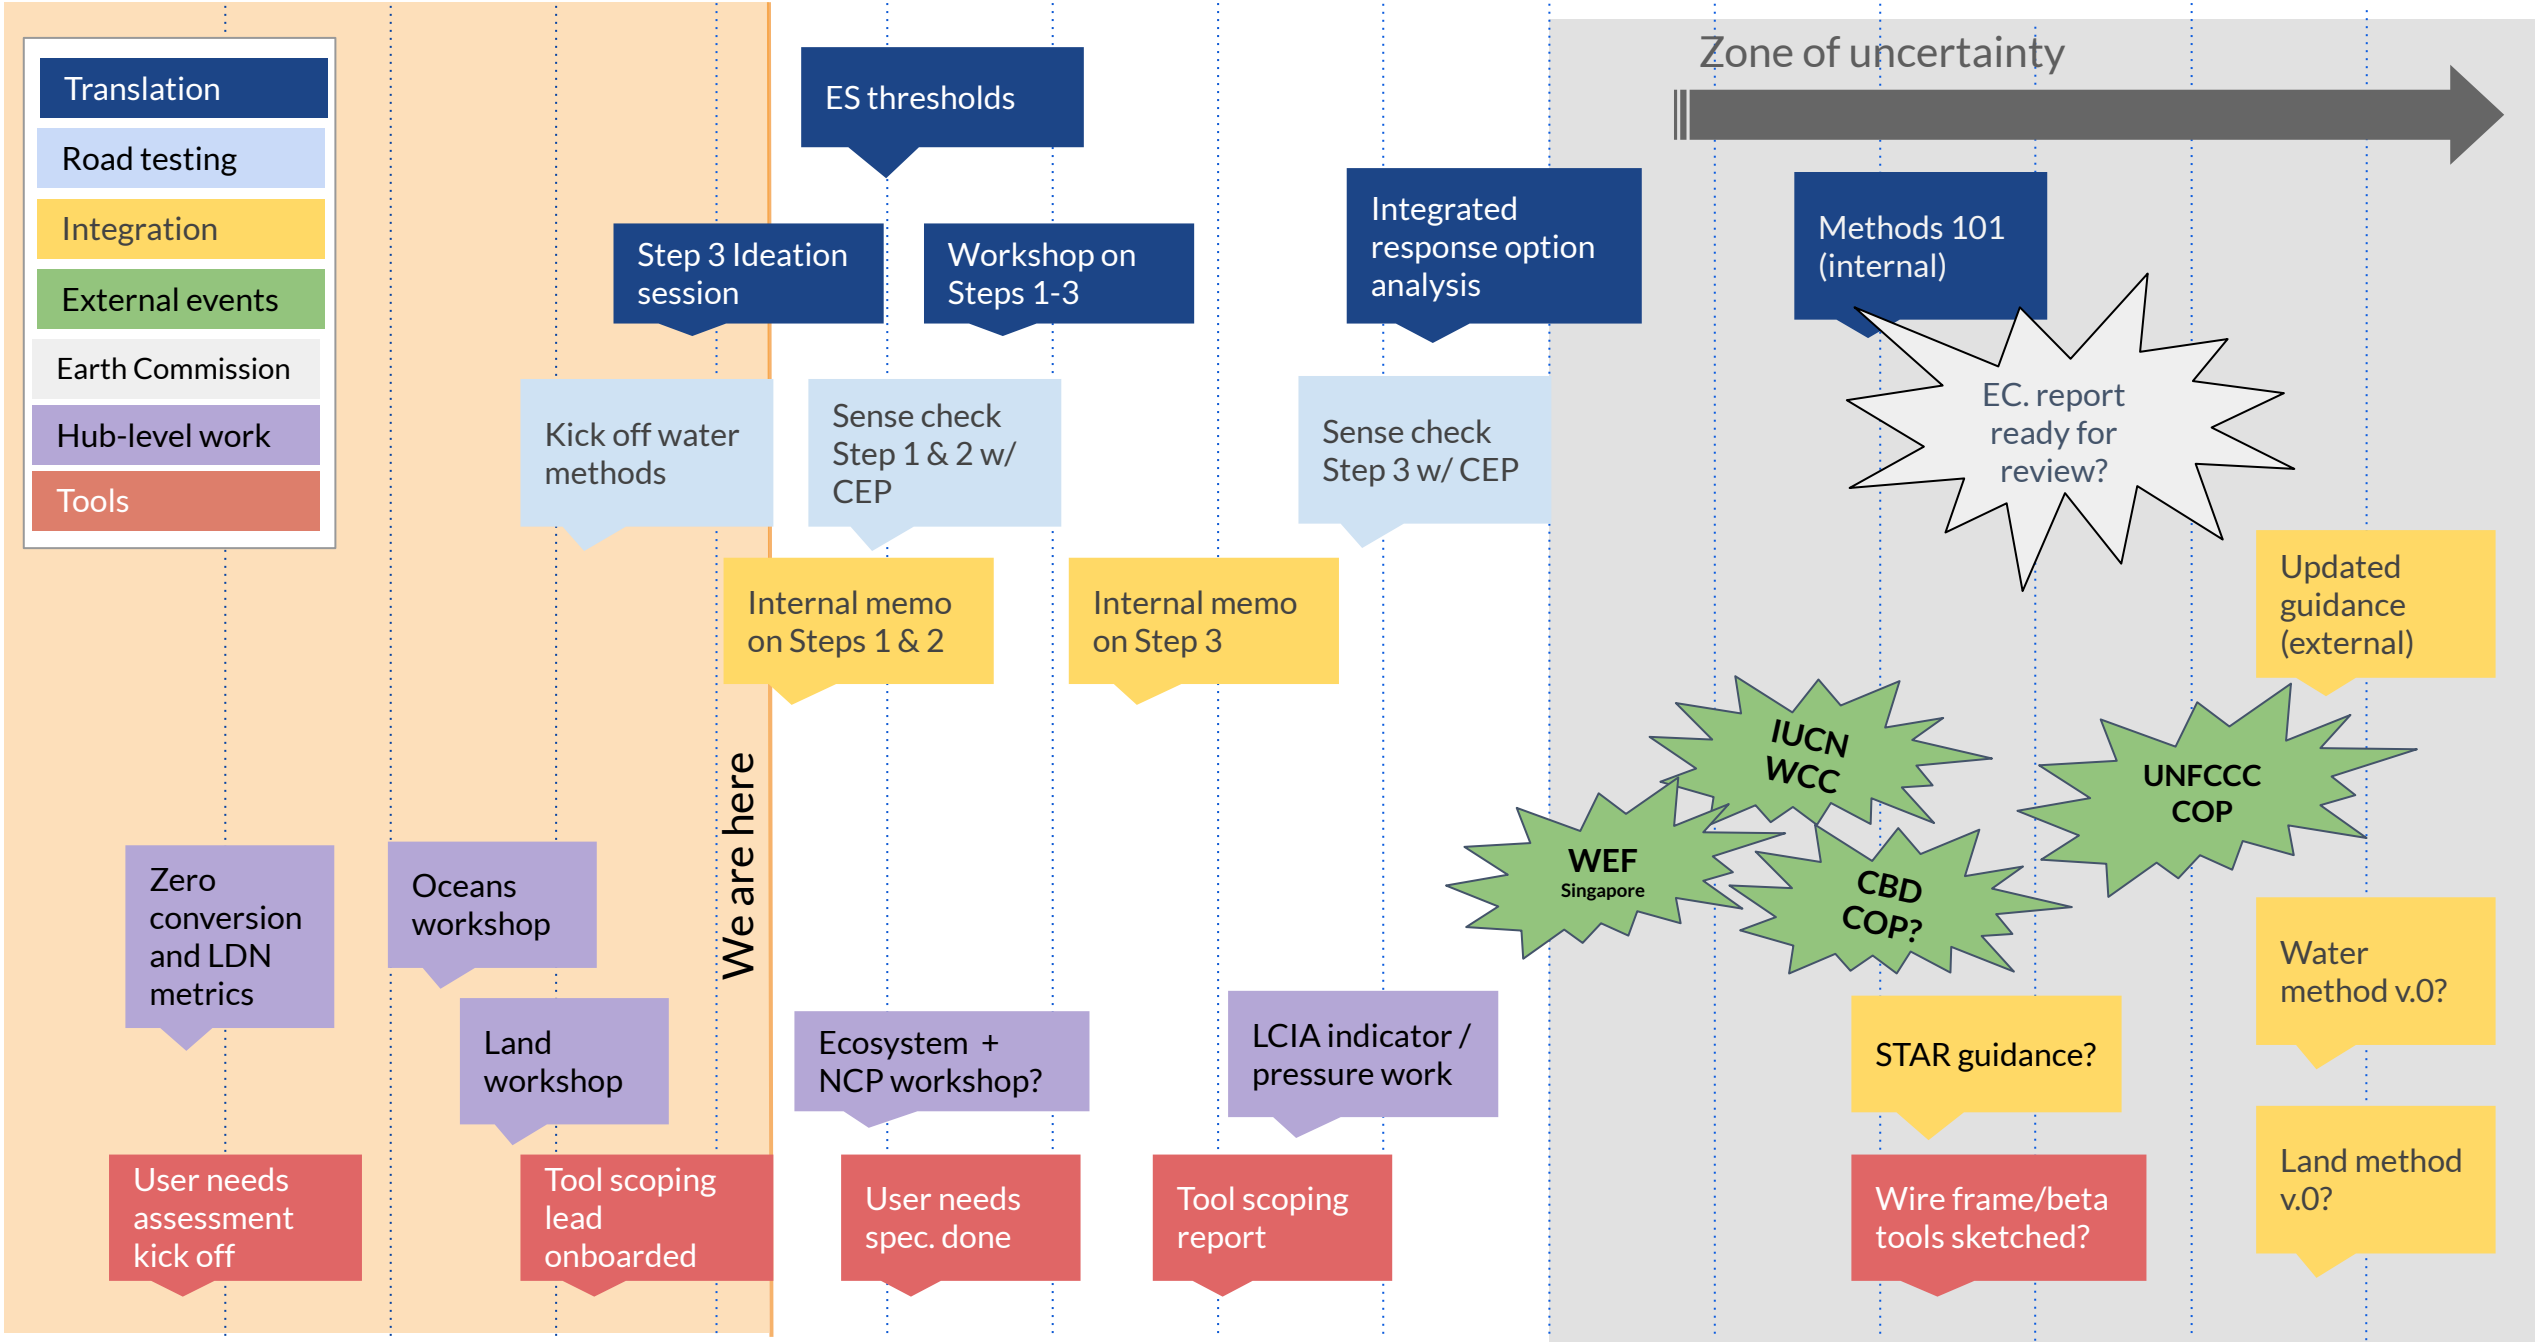 Translation
Road testing
Integration
External events
Earth Commission
Hub-level work
Tools
Zone of uncertainty
ES thresholds
Step 3 Ideation
session
Workshop on
Steps 1-3
Integrated
response option
analysis
Methods 101
(internal)
Kick off water
methods
Sense check
Step 1 & 2 w/
CEP
Sense check
Step 3 w/ CEP
EC. report
ready for
review?
Internal memo
on Steps 1 & 2
Internal memo
on Step 3
Updated
guidance
(external)
We are here
IUCN
WCC
WEF
Singapore
CBD
COP?
UNFCCC
COP
Zero
conversion
and LDN
metrics
Oceans
workshop
Land
workshop
Ecosystem +
NCP workshop?
LCIA indicator /
pressure work
STAR guidance?
Water
method v.0?
Land method
v.0?
User needs
assessment
kick off
Tool scoping
lead
onboarded
User needs
spec. done
Tool scoping
report
Wire frame/beta
tools sketched?